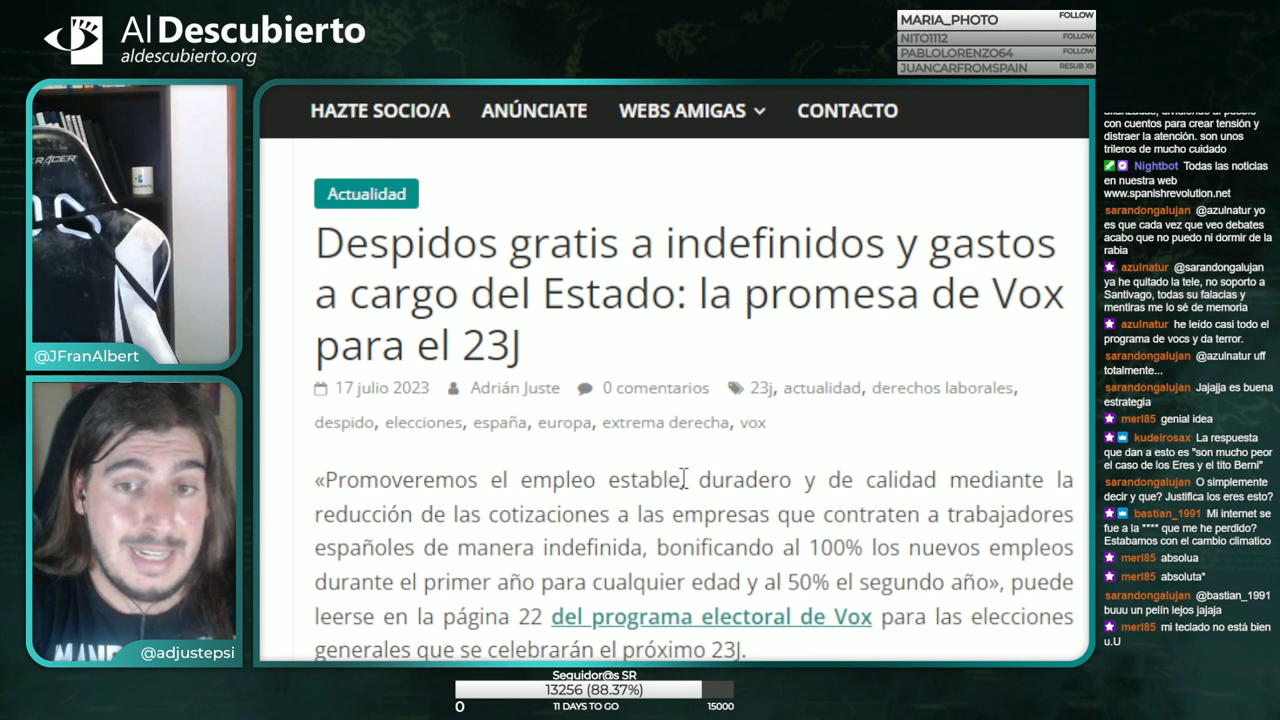 Al Descubierto
aldescubierto.org
MARIA_PHOTO FOLLOW
NITO1112 FOLLOW
PABLOLORENZO64 FOLLOW
JUANCARFROMSPAIN RESUB X9
HAZTE SOCIO/A ANÚNCIATE WEBS AMIGAS CONTACTO
Actualidad
Despidos gratis a indefinidos y gastos
a cargo del Estado: la promesa de Vox
para el 23J
17 julio 2023 Adrián Juste 0 comentarios 23j, actualidad, derechos laborales,
despido, elecciones, españa, europa, extrema derecha, vox
«Promoveremos el empleo estable, duradero y de calidad mediante la
reducción de las cotizaciones a las empresas que contraten a trabajadores
españoles de manera indefinida, bonificando al 100% los nuevos empleos
durante el primer año para cualquier edad y al 50% el segundo año», puede
leerse en la página 22 del programa electoral de Vox para las elecciones
generales que se celebrarán el próximo 23J.
@JFranAlbert
@adjustepsi
Seguidor@s SR
13256 (88.37%)
0 11 DAYS TO GO 15000
con cuentos para crear tensión y
distraer la atención. son unos
trileros de mucho cuidado
Nightbot Todas las noticias
en nuestra web
www.spanishrevolution.net
sarandongalujan @azulnatur yo
es que cada vez que veo debates
acabo que no puedo ni dormir de la
rabia
azulnatur @sarandongalujan
ya he quitado la tele, no soporto a
Santivago, todas su falacias y
mentiras me lo sé de memoria
azulnatur he leído casi todo el
programa de vocs y da terror.
sarandongalujan @azulnatur uff
totalmente...
sarandongalujan Jajajja es buena
estrategia
merl85 genial idea
kudeirosax La respuesta
que dan a esto es "son mucho peor
el caso de los Eres y el tito Berni"
sarandongalujan O simplemente
decir y que? Justifica los eres esto?
bastian_1991 Mi internet se
fue a la **** que me he perdido?
Estabamos con el cambio climatico
merl85 absolua
merl85 absoluta*
sarandongalujan @bastian_1991
buuu un pelín lejos jajaja
merl85 mi teclado no está bien
u.U